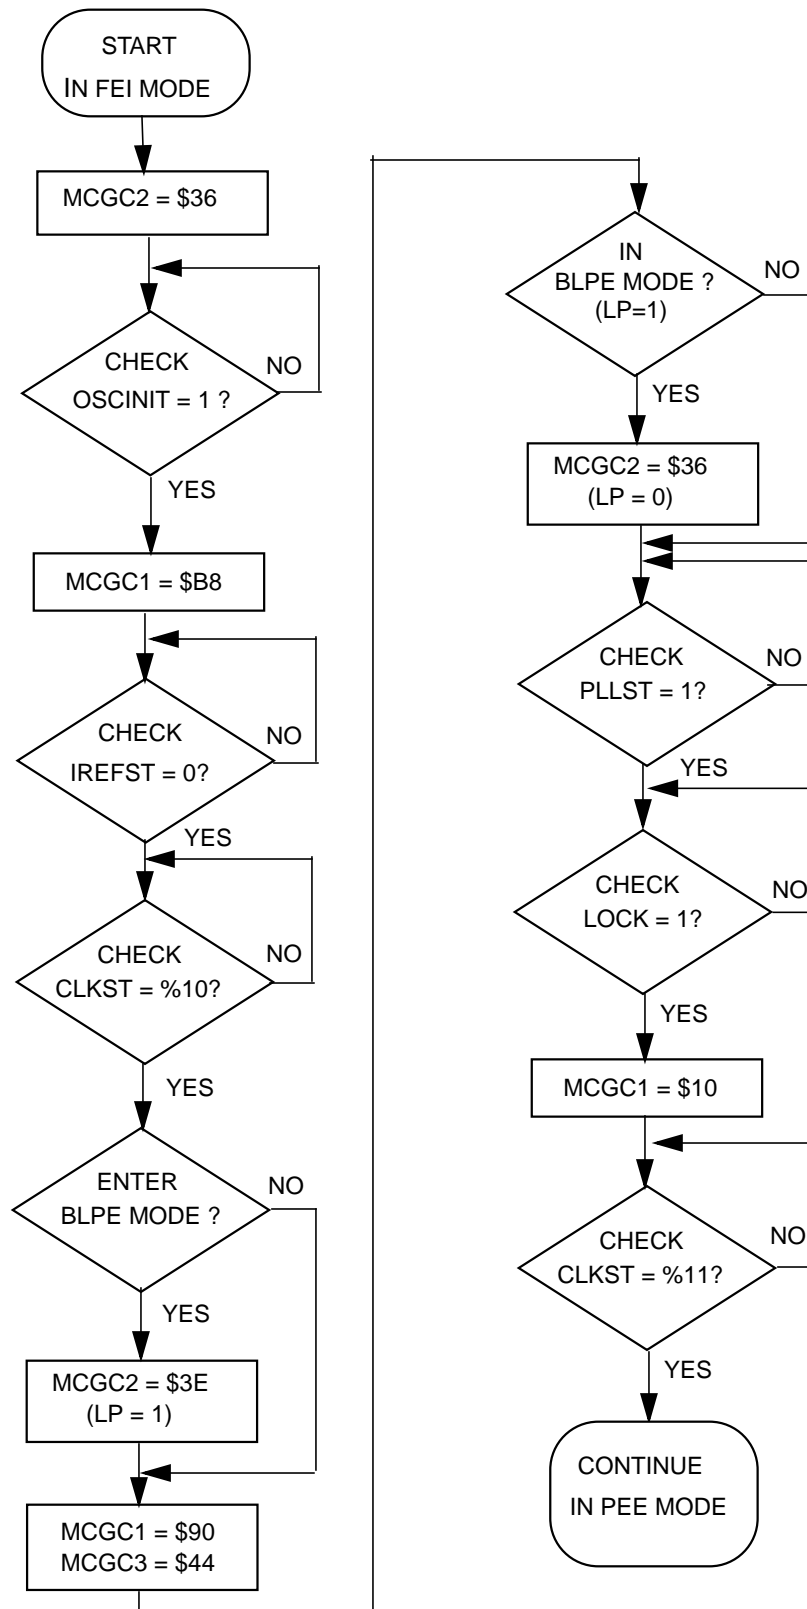 START
IN FEI MODE
MCGC2 = $36
CHECK
OSCINIT = 1 ?
NO
YES
MCGC1 = $B8
CHECK
IREFST = 0?
NO
YES
CHECK
CLKST = %10?
NO
YES
ENTER
BLPE MODE ?
NO
YES
MCGC2 = $3E
(LP = 1)
MCGC1 = $90
MCGC3 = $44
IN
BLPE MODE ?
(LP=1)
NO
YES
MCGC2 = $36
(LP = 0)
CHECK
PLLST = 1?
NO
YES
CHECK
LOCK = 1?
NO
YES
MCGC1 = $10
CHECK
CLKST = %11?
NO
YES
CONTINUE
IN PEE MODE